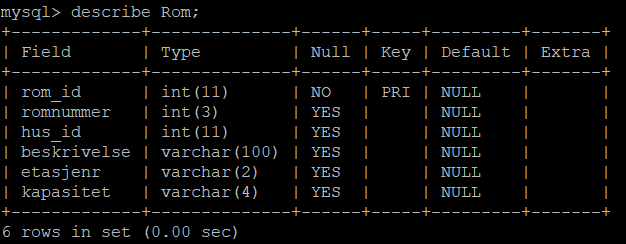 mysql> describe Rom;
+-------------+--------------+------+-----+---------+-------+
| Field       | Type         | Null | Key | Default | Extra |
+-------------+--------------+------+-----+---------+-------+
| rom_id      | int(11)      | NO   | PRI | NULL    |       |
| romnummer   | int(3)       | YES  |     | NULL    |       |
| hus_id      | int(11)      | YES  |     | NULL    |       |
| beskrivelse | varchar(100) | YES  |     | NULL    |       |
| etasjenr    | varchar(2)   | YES  |     | NULL    |       |
| kapasitet   | varchar(4)   | YES  |     | NULL    |       |
+-------------+--------------+------+-----+---------+-------+
6 rows in set (0.00 sec)